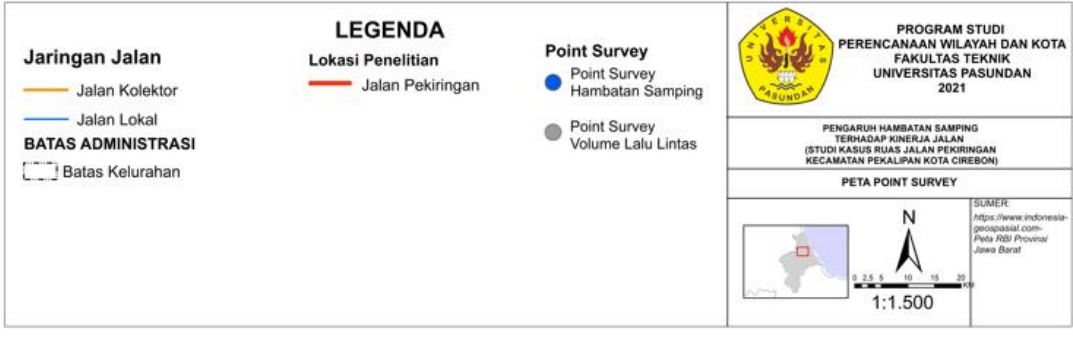 LEGENDA
Jaringan Jalan
Jalan Kolektor
Jalan Lokal
BATAS ADMINISTRASI
Batas Kelurahan
Lokasi Penelitian
Jalan Pekiringan
Point Survey
Point Survey
Hambatan Samping
Point Survey
Volume Lalu Lintas
UNIVERSITAS
PASUNDAN
PROGRAM STUDI
PERENCANAAN WILAYAH DAN KOTA
FAKULTAS TEKNIK
UNIVERSITAS PASUNDAN
2021
PENGARUH HAMBATAN SAMPING
TERHADAP KINERJA JALAN
(STUDI KASUS RUAS JALAN PEKIRINGAN
KECAMATAN PEKALIPAN KOTA CIREBON)
PETA POINT SURVEY
N
0 2.5 5 10 15 20
KM
1:1.500
SUMER:
https://www.indonesia-
geospasial.com-
Peta RBI Provinsi
Jawa Barat